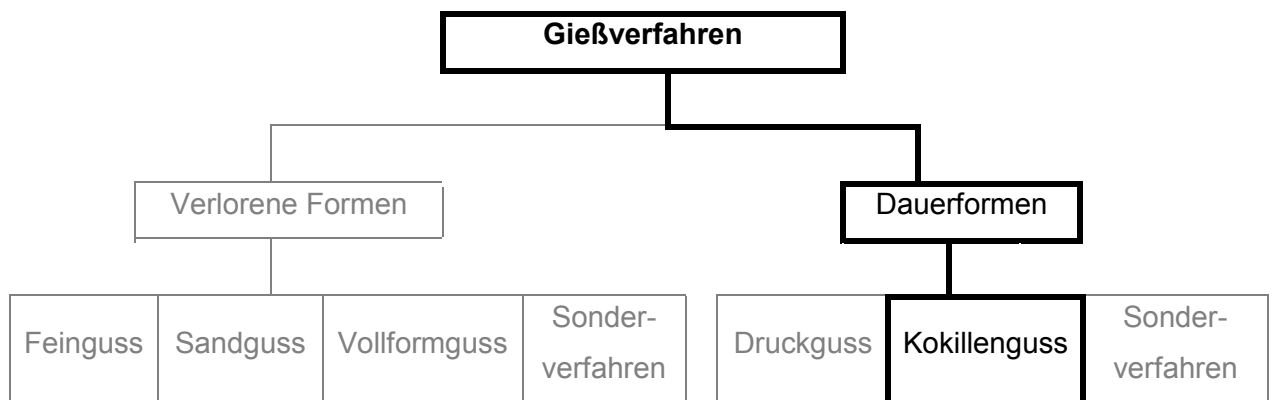 Gießverfahren
Verlorene Formen
Dauerformen
Feinguss
Sandguss
Vollformguss
Sonder-
verfahren
Druckguss
Kokillenguss
Sonder-
verfahren